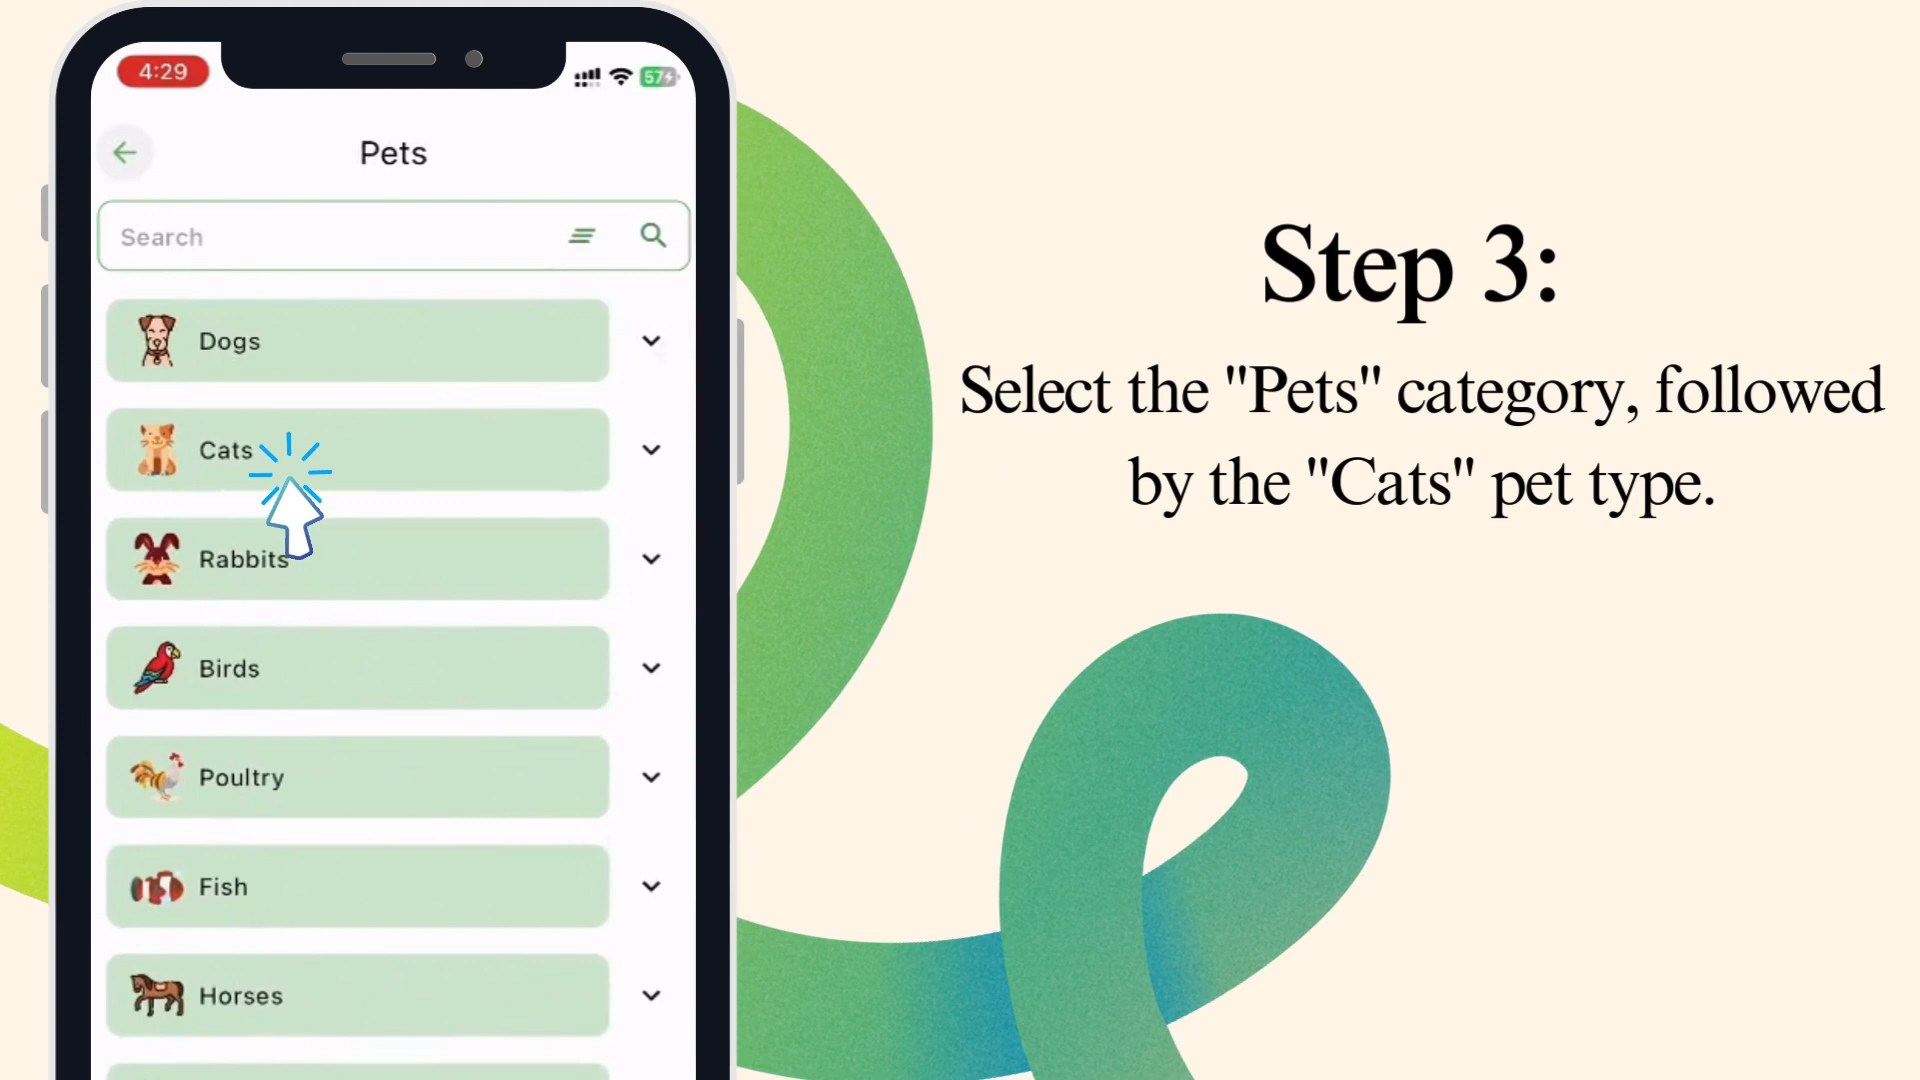 4:29
57
Pets
Search
Dogs
Cats
Rabbits
Birds
Poultry
Fish
Horses
Step 3:
Select the "Pets" category, followed
by the "Cats" pet type.